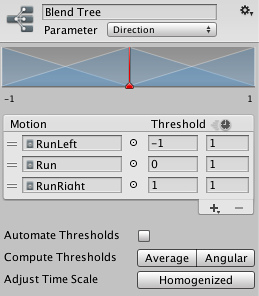 Blend Tree
Parameter Direction
-1 1
Motion Threshold
RunLeft -1 1
Run 0 1
RunRight 1 1
+ -
Automate Thresholds
Compute Thresholds Average Angular
Adjust Time Scale Homogenized